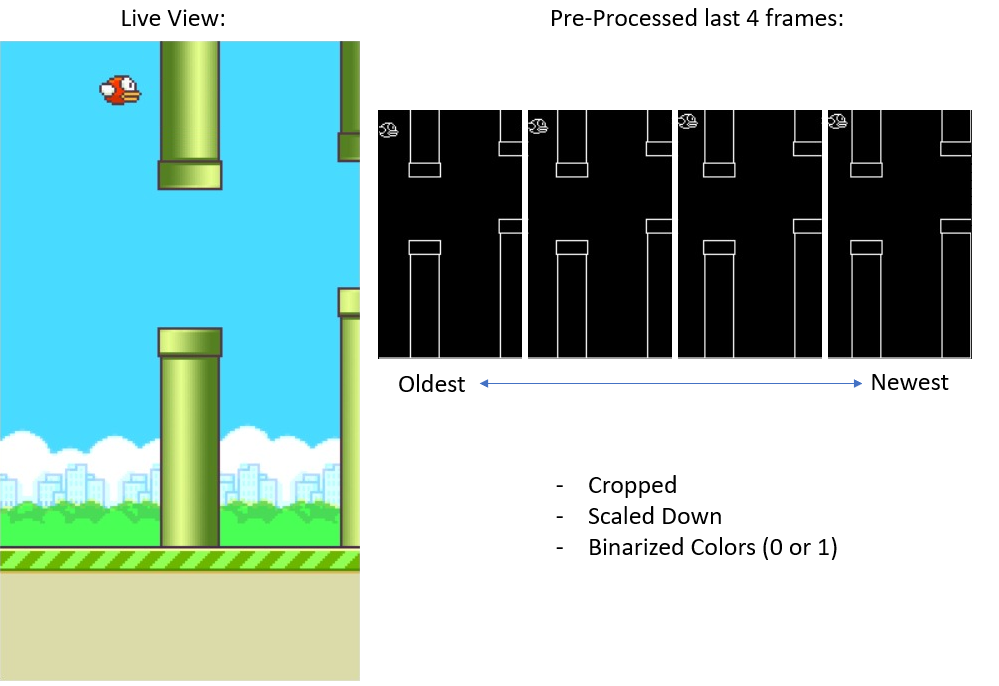 Live View:
Pre-Processed last 4 frames:
Oldest
Newest
- Cropped
- Scaled Down
- Binarized Colors (0 or 1)